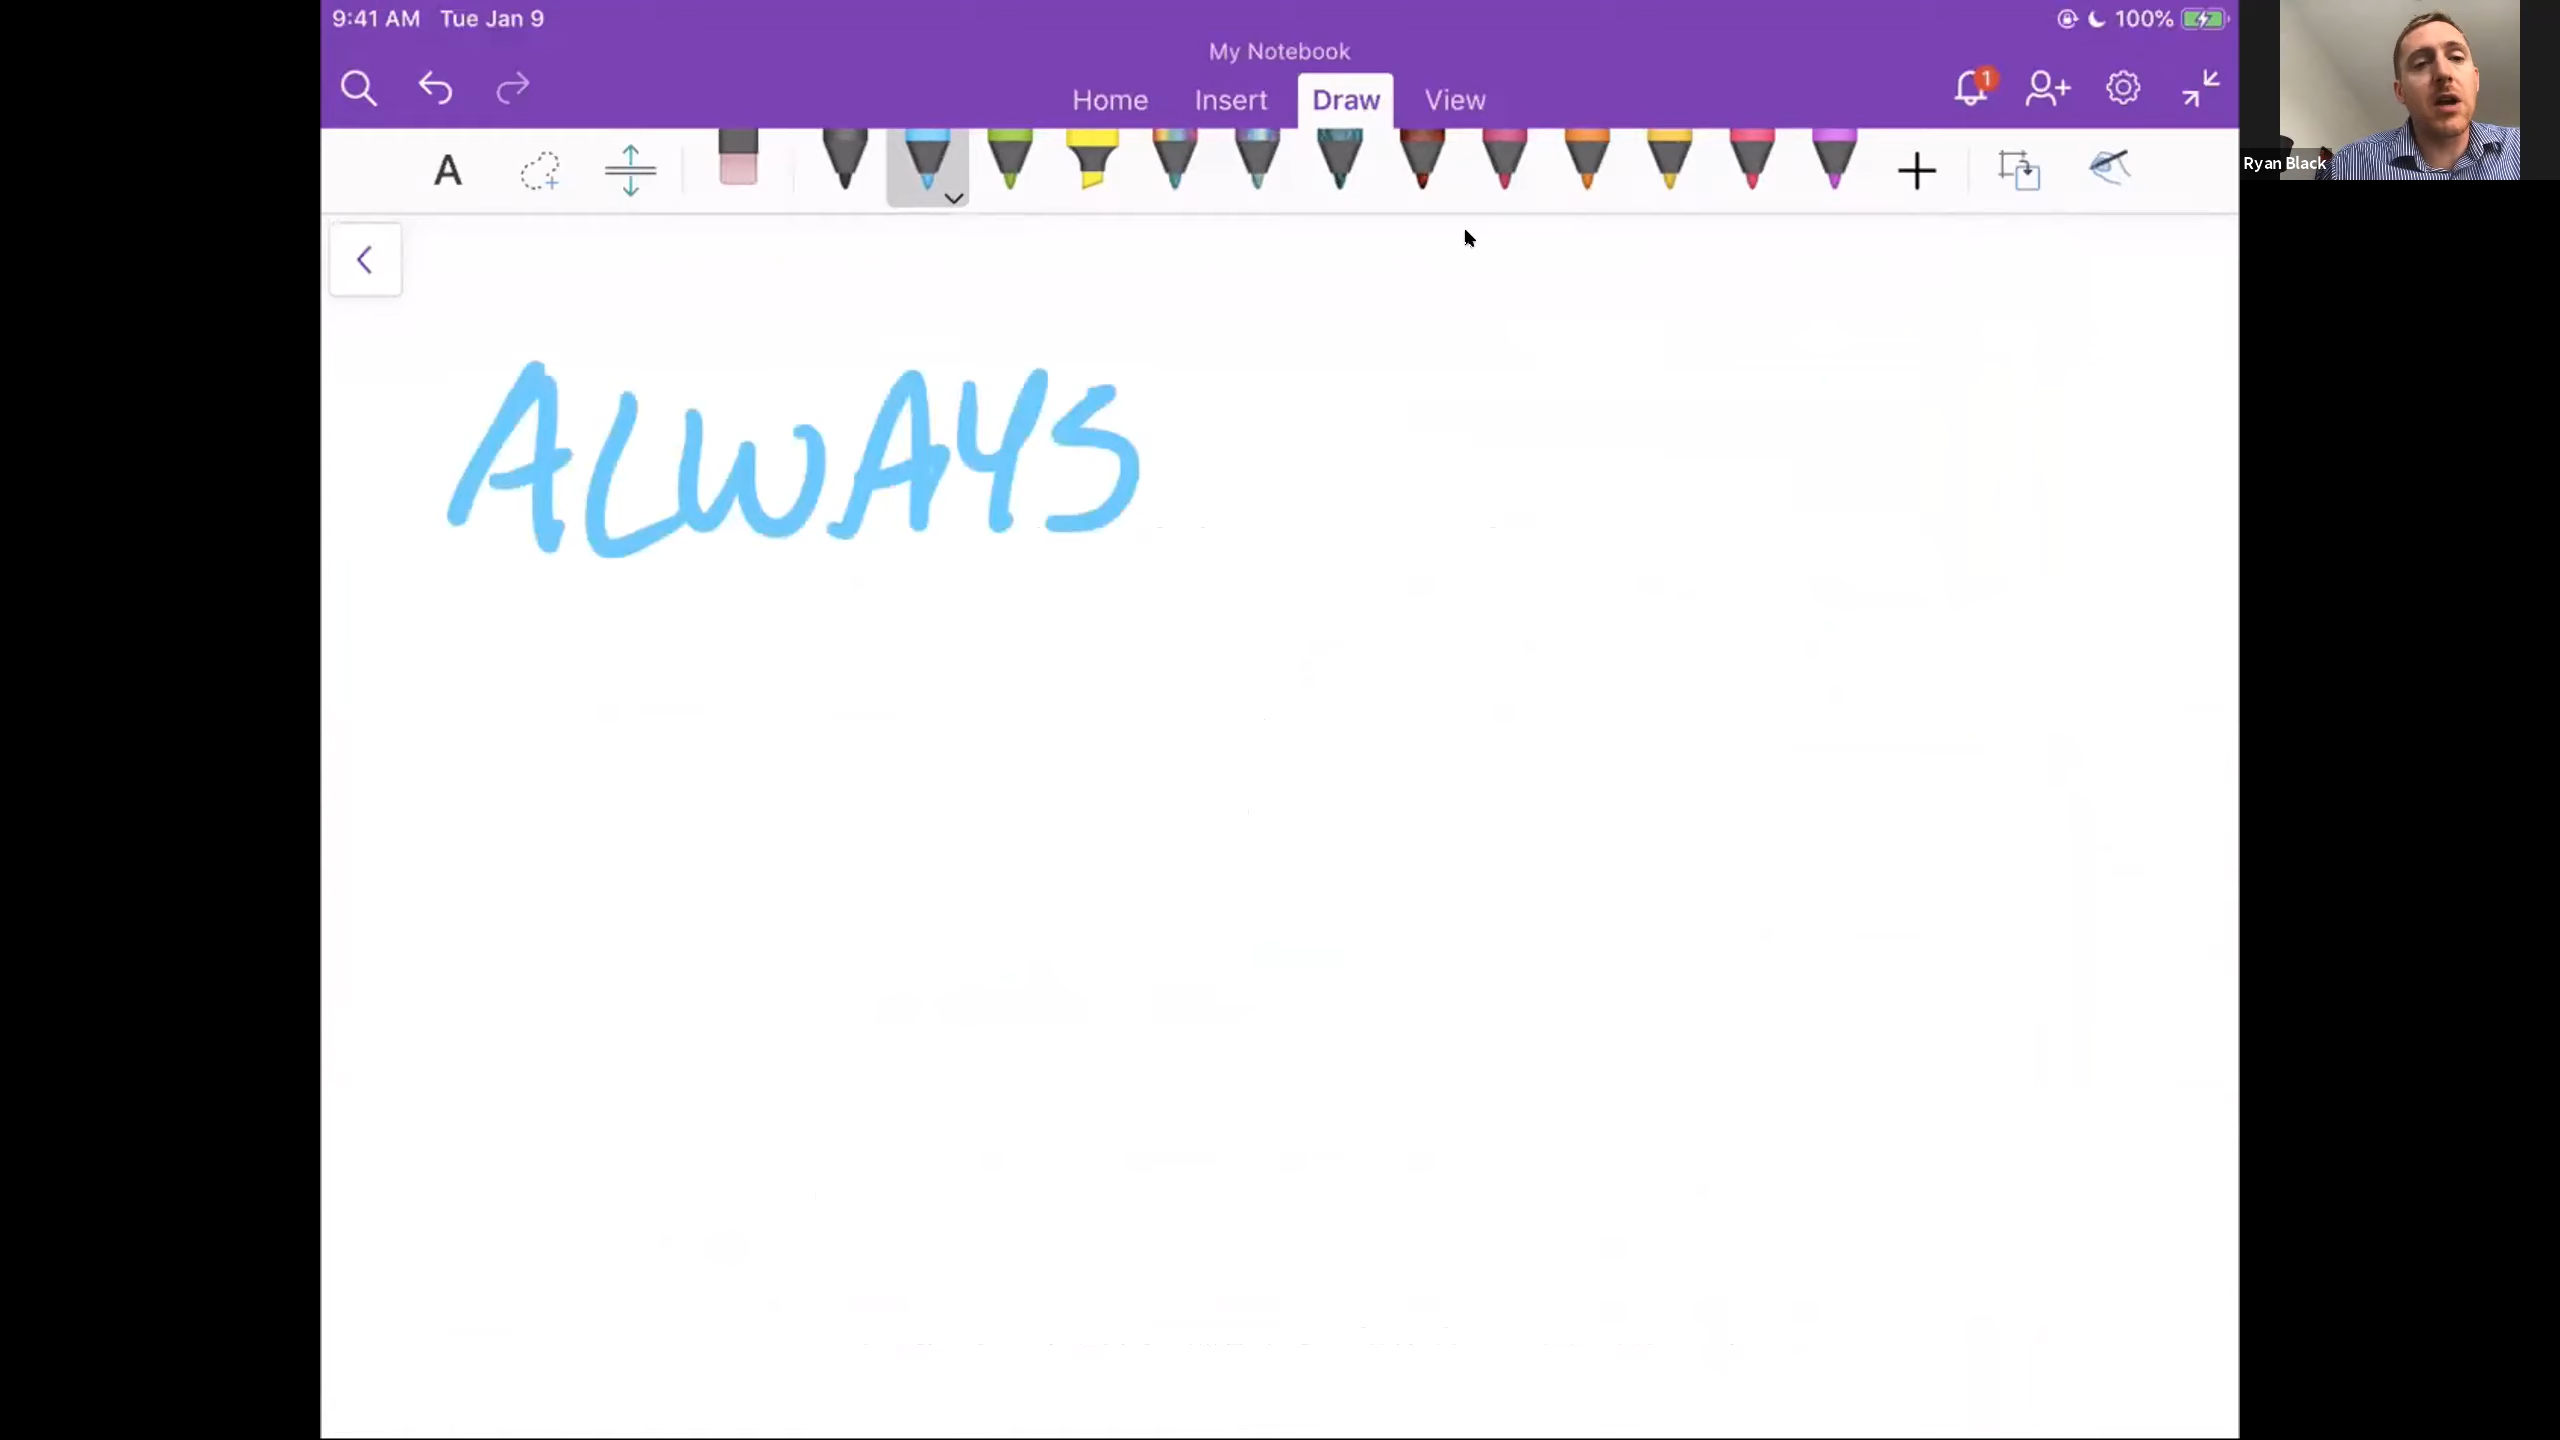 9:41 AM Tue Jan 9
100%
My Notebook
Home Insert Draw View
1
A
Ryan Black
ALWAYS